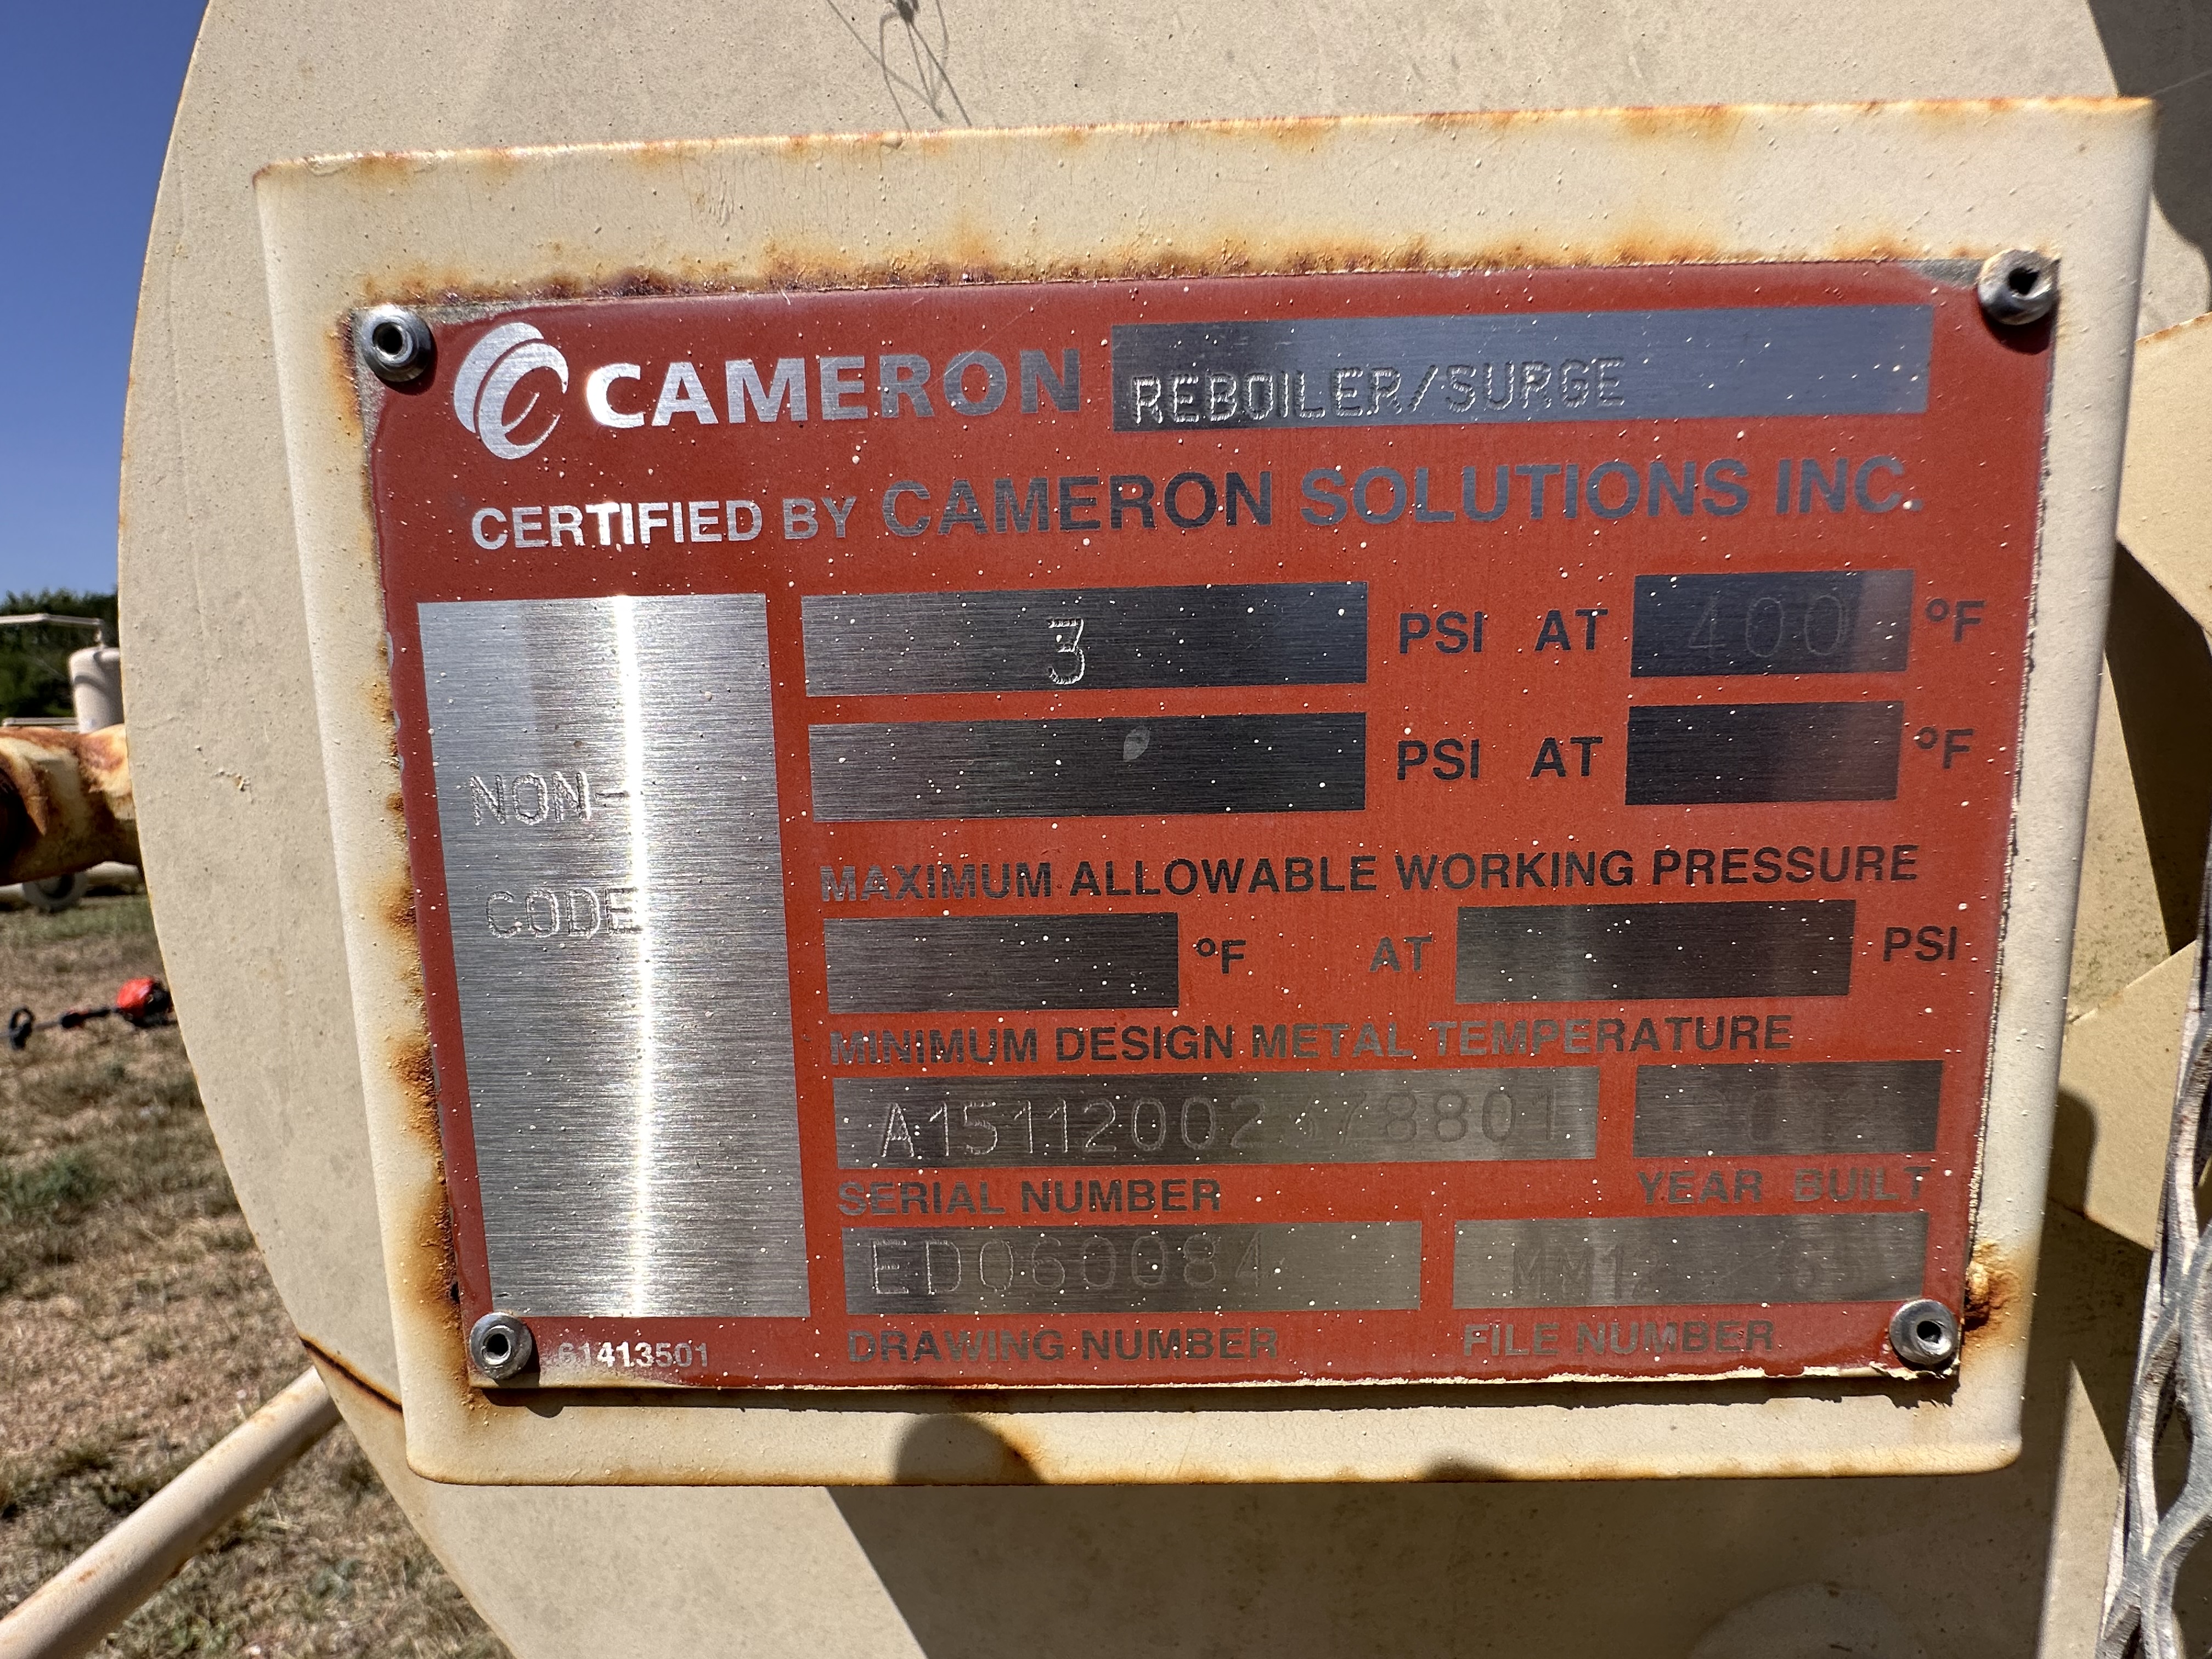 CAMERON REBOILER/SURGE
CERTIFIED BY CAMERON SOLUTIONS INC.
3 PSI AT 400 °F
PSI AT °F
NON-
CODE
MAXIMUM ALLOWABLE WORKING PRESSURE
°F AT PSI
MINIMUM DESIGN METAL TEMPERATURE
SERIAL NUMBER YEAR BUILT
ED060084
DRAWING NUMBER FILE NUMBER
61413501